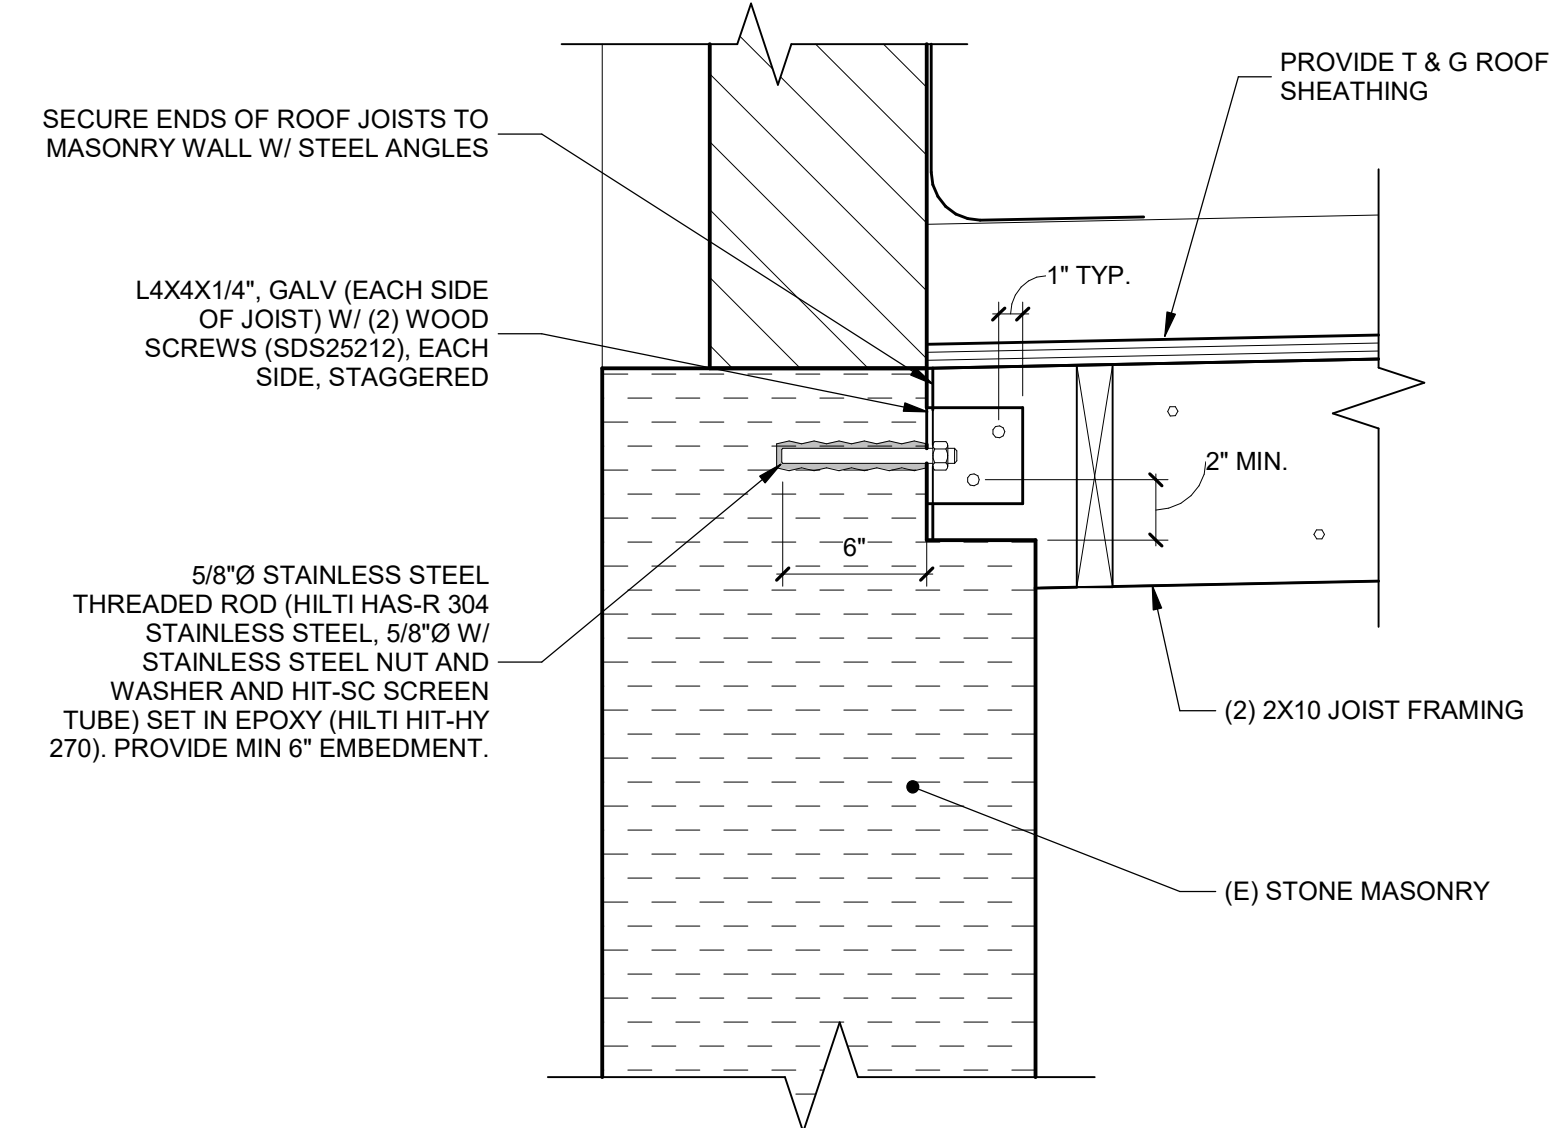 PROVIDE T & G ROOF
SHEATHING
SECURE ENDS OF ROOF JOISTS TO
MASONRY WALL W/ STEEL ANGLES
1" TYP.
L4X4X1/4", GALV (EACH SIDE
OF JOIST) W/ (2) WOOD
SCREWS (SDS25212), EACH
SIDE, STAGGERED
2" MIN.
6"
5/8"Ø STAINLESS STEEL
THREADED ROD (HILTI HAS-R 304
STAINLESS STEEL, 5/8"Ø W/
STAINLESS STEEL NUT AND
WASHER AND HIT-SC SCREEN
TUBE) SET IN EPOXY (HILTI HIT-HY
270). PROVIDE MIN 6" EMBEDMENT.
(2) 2X10 JOIST FRAMING
(E) STONE MASONRY